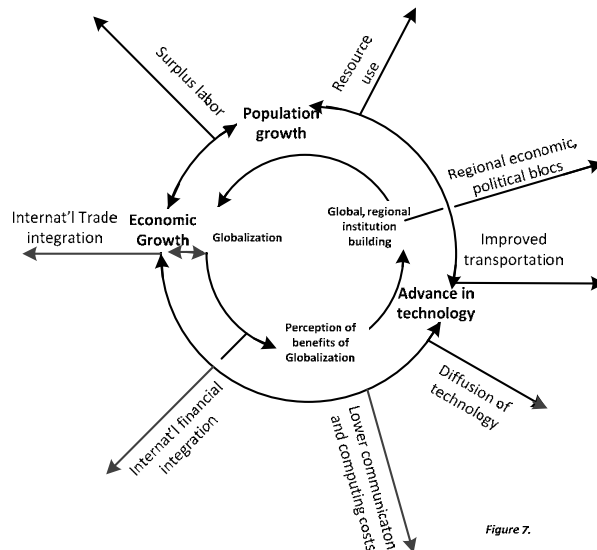 Surplus labor
Resource
use
Population
growth
Regional economic,
political blocs
Internat'l Trade
integration
Economic
Growth
Globalization
Global, regional
institution
building
Improved
transportation
Advance in
technology
Perception of
benefits of
Globalization
Diffusion of
technology
Internat'l financial
integration
Lower communicaton
and computing costs
Figure 7.